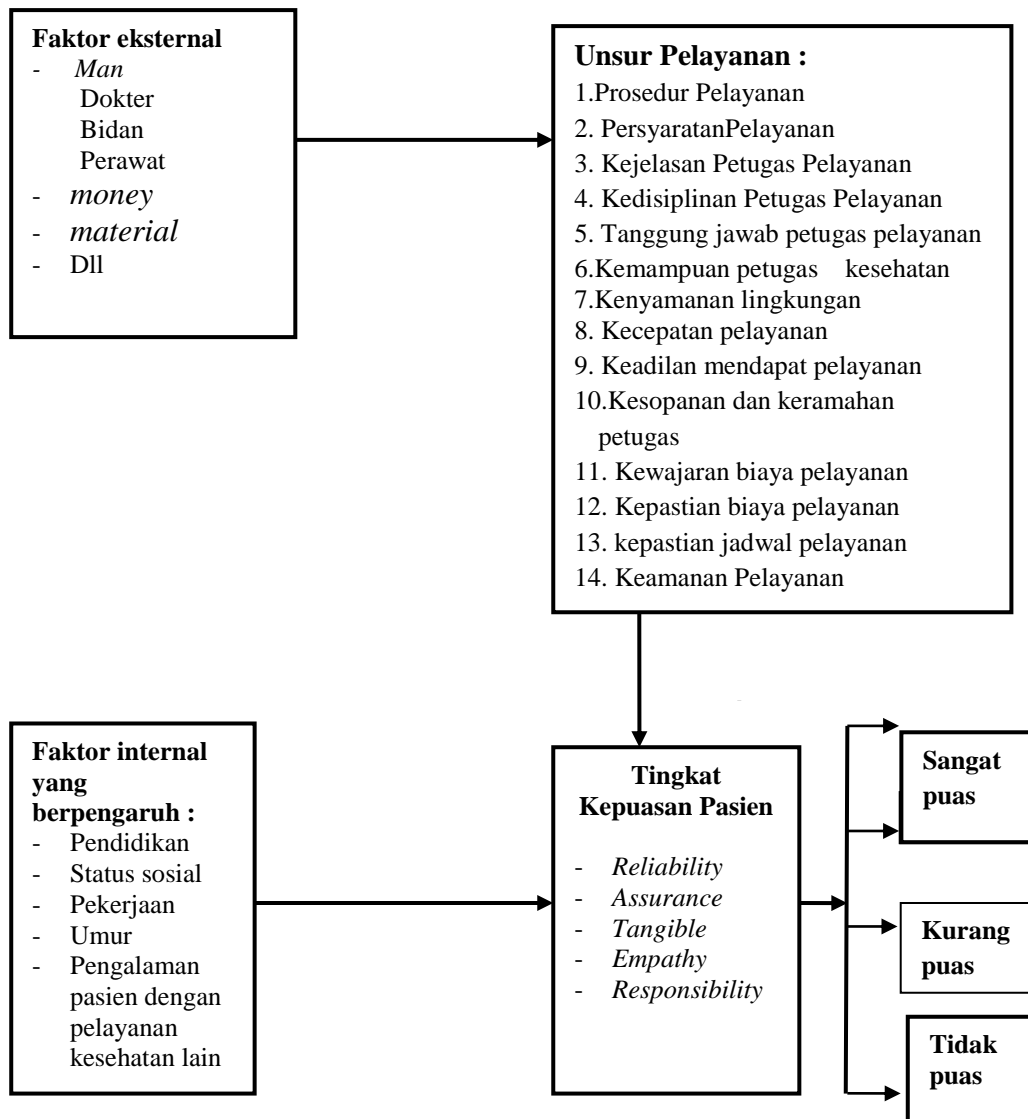 Faktor eksternal
- Man
Dokter
Bidan
Perawat
- money
- material
- Dll
Unsur Pelayanan :
1.Prosedur Pelayanan
2. PersyaratanPelayanan
3. Kejelasan Petugas Pelayanan
4. Kedisiplinan Petugas Pelayanan
5. Tanggung jawab petugas pelayanan
6.Kemampuan petugas kesehatan
7.Kenyamanan lingkungan
8. Kecepatan pelayanan
9. Keadilan mendapat pelayanan
10.Kesopanan dan keramahan
petugas
11. Kewajaran biaya pelayanan
12. Kepastian biaya pelayanan
13. kepastian jadwal pelayanan
14. Keamanan Pelayanan
Faktor internal
yang
berpengaruh :
- Pendidikan
- Status sosial
- Pekerjaan
- Umur
- Pengalaman
pasien dengan
pelayanan
kesehatan lain
Tingkat
Kepuasan Pasien
- Reliability
- Assurance
- Tangible
- Empathy
- Responsibility
Sangat
puas
Kurang
puas
Tidak
puas